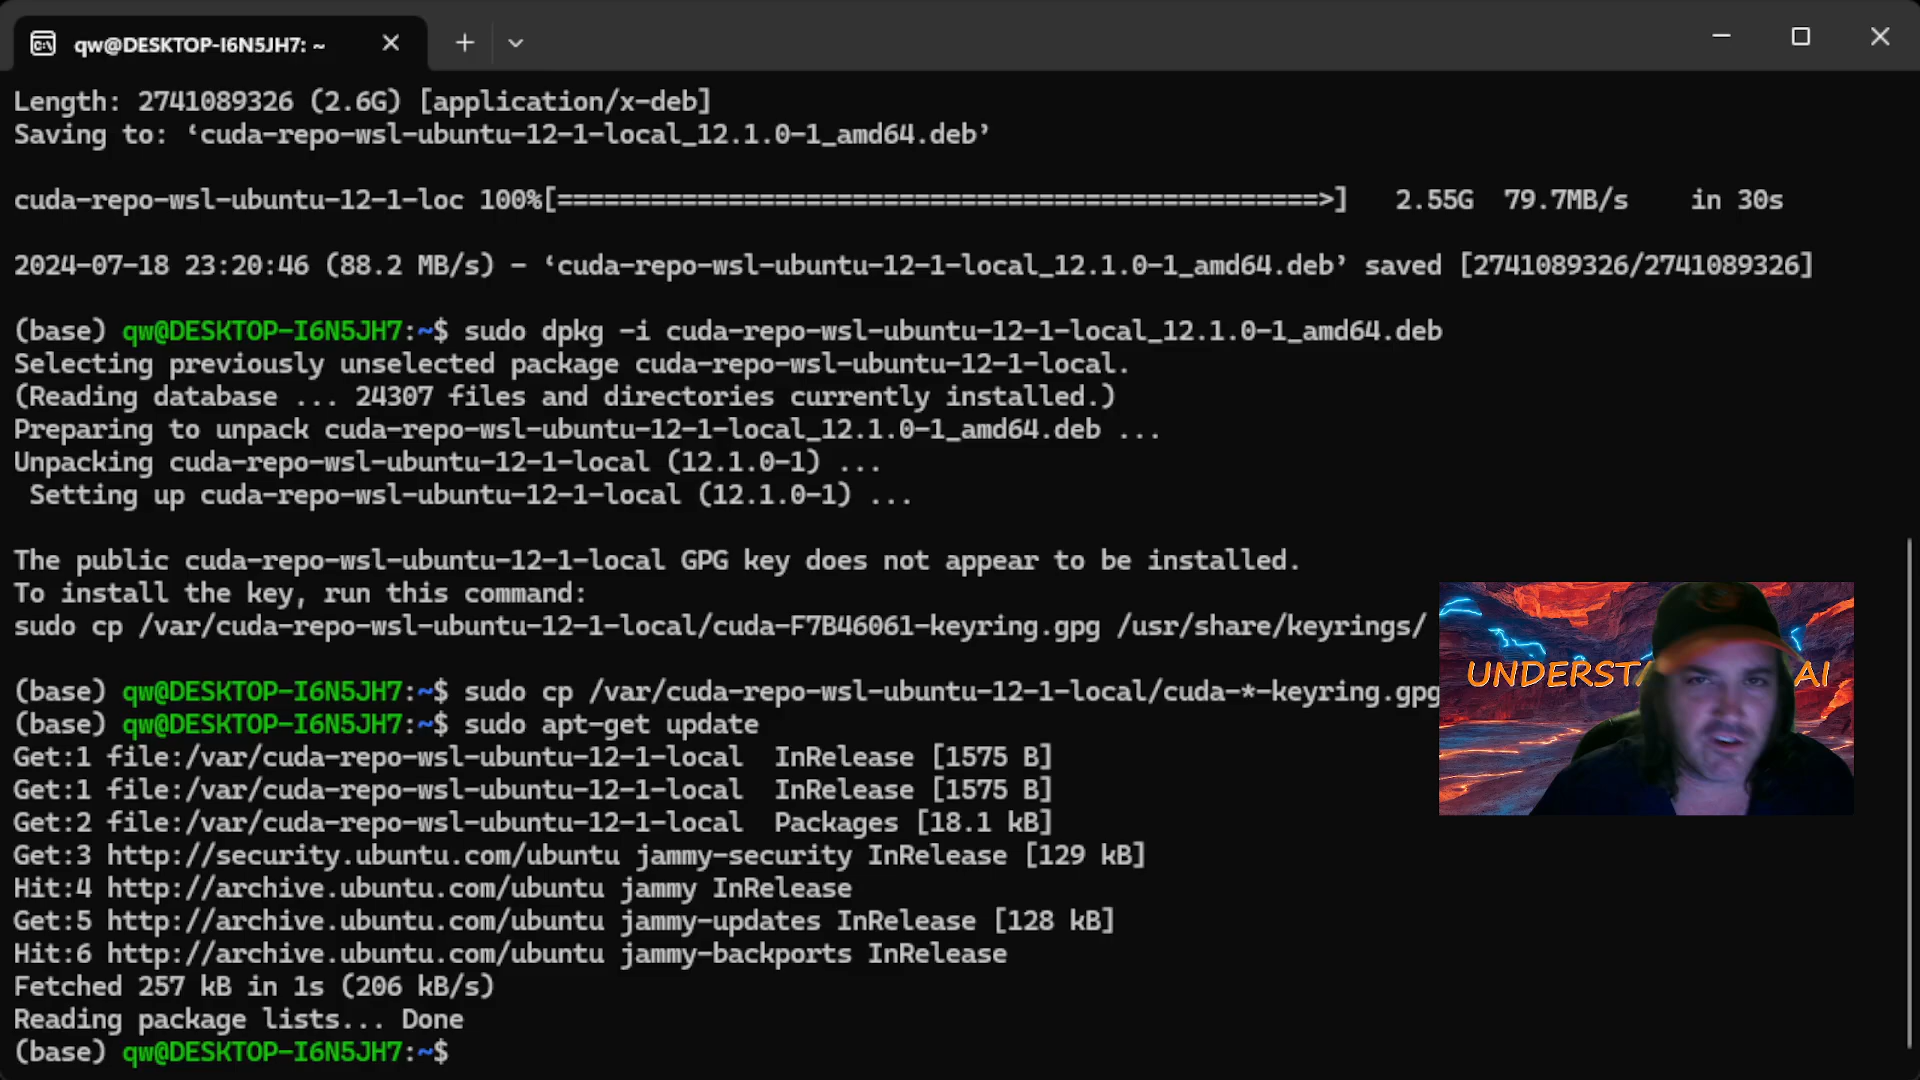 qw@DESKTOP-I6N5JH7: ~
Length: 2741089326 (2.6G) [application/x-deb]
Saving to: ‘cuda-repo-wsl-ubuntu-12-1-local_12.1.0-1_amd64.deb’
cuda-repo-wsl-ubuntu-12-1-loc 100%[=================================================>]   2.55G  79.7MB/s    in 30s
2024-07-18 23:20:46 (88.2 MB/s) - ‘cuda-repo-wsl-ubuntu-12-1-local_12.1.0-1_amd64.deb’ saved [2741089326/2741089326]
(base) qw@DESKTOP-I6N5JH7:~$ sudo dpkg -i cuda-repo-wsl-ubuntu-12-1-local_12.1.0-1_amd64.deb
Selecting previously unselected package cuda-repo-wsl-ubuntu-12-1-local.
(Reading database ... 24307 files and directories currently installed.)
Preparing to unpack cuda-repo-wsl-ubuntu-12-1-local_12.1.0-1_amd64.deb ...
Unpacking cuda-repo-wsl-ubuntu-12-1-local (12.1.0-1) ...
Setting up cuda-repo-wsl-ubuntu-12-1-local (12.1.0-1) ...
The public cuda-repo-wsl-ubuntu-12-1-local GPG key does not appear to be installed.
To install the key, run this command:
sudo cp /var/cuda-repo-wsl-ubuntu-12-1-local/cuda-F7B46061-keyring.gpg /usr/share/keyrings/
(base) qw@DESKTOP-I6N5JH7:~$ sudo cp /var/cuda-repo-wsl-ubuntu-12-1-local/cuda-*-keyring.gpg
UNDERSTA AI
(base) qw@DESKTOP-I6N5JH7:~$ sudo apt-get update
Get:1 file:/var/cuda-repo-wsl-ubuntu-12-1-local  InRelease [1575 B]
Get:1 file:/var/cuda-repo-wsl-ubuntu-12-1-local  InRelease [1575 B]
Get:2 file:/var/cuda-repo-wsl-ubuntu-12-1-local  Packages [18.1 kB]
Get:3 http://security.ubuntu.com/ubuntu jammy-security InRelease [129 kB]
Hit:4 http://archive.ubuntu.com/ubuntu jammy InRelease
Get:5 http://archive.ubuntu.com/ubuntu jammy-updates InRelease [128 kB]
Hit:6 http://archive.ubuntu.com/ubuntu jammy-backports InRelease
Fetched 257 kB in 1s (206 kB/s)
Reading package lists... Done
(base) qw@DESKTOP-I6N5JH7:~$